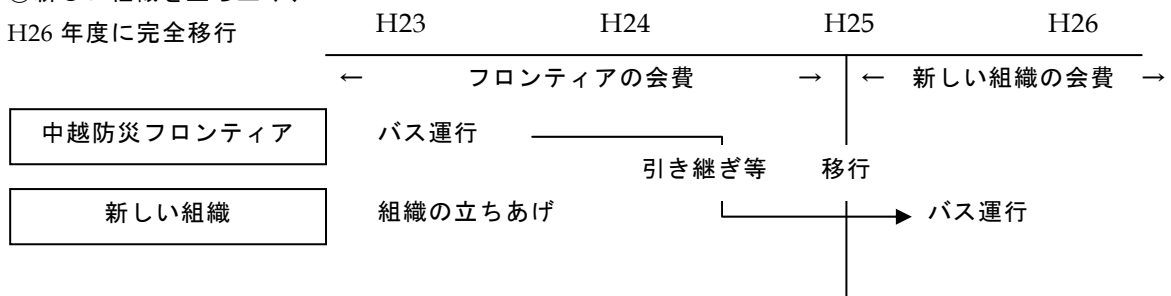 H26 年度に完全移行
H23 H24 H25 H26
← フロンティアの会費 → ← 新しい組織の会費 →
中越防災フロンティア バス運行
引き継ぎ等 移行
新しい組織 組織の立ちあげ バス運行